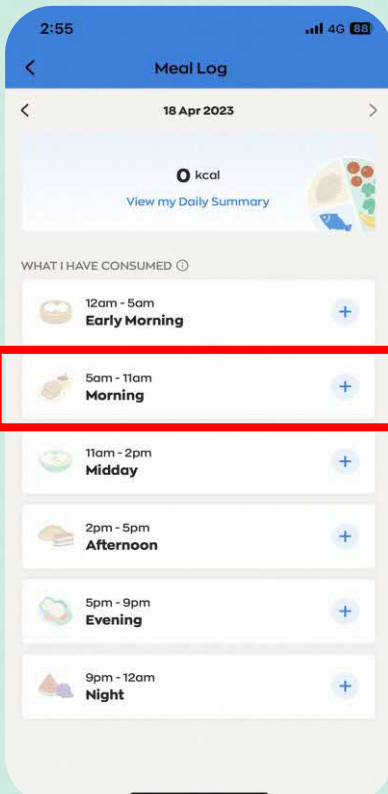 2:55
4G 88
Meal Log
18 Apr 2023
0 kcal
View my Daily Summary
WHAT I HAVE CONSUMED
12am - 5am
Early Morning
5am - 11am
Morning
11am - 2pm
Midday
2pm - 5pm
Afternoon
5pm - 9pm
Evening
9pm - 12am
Night